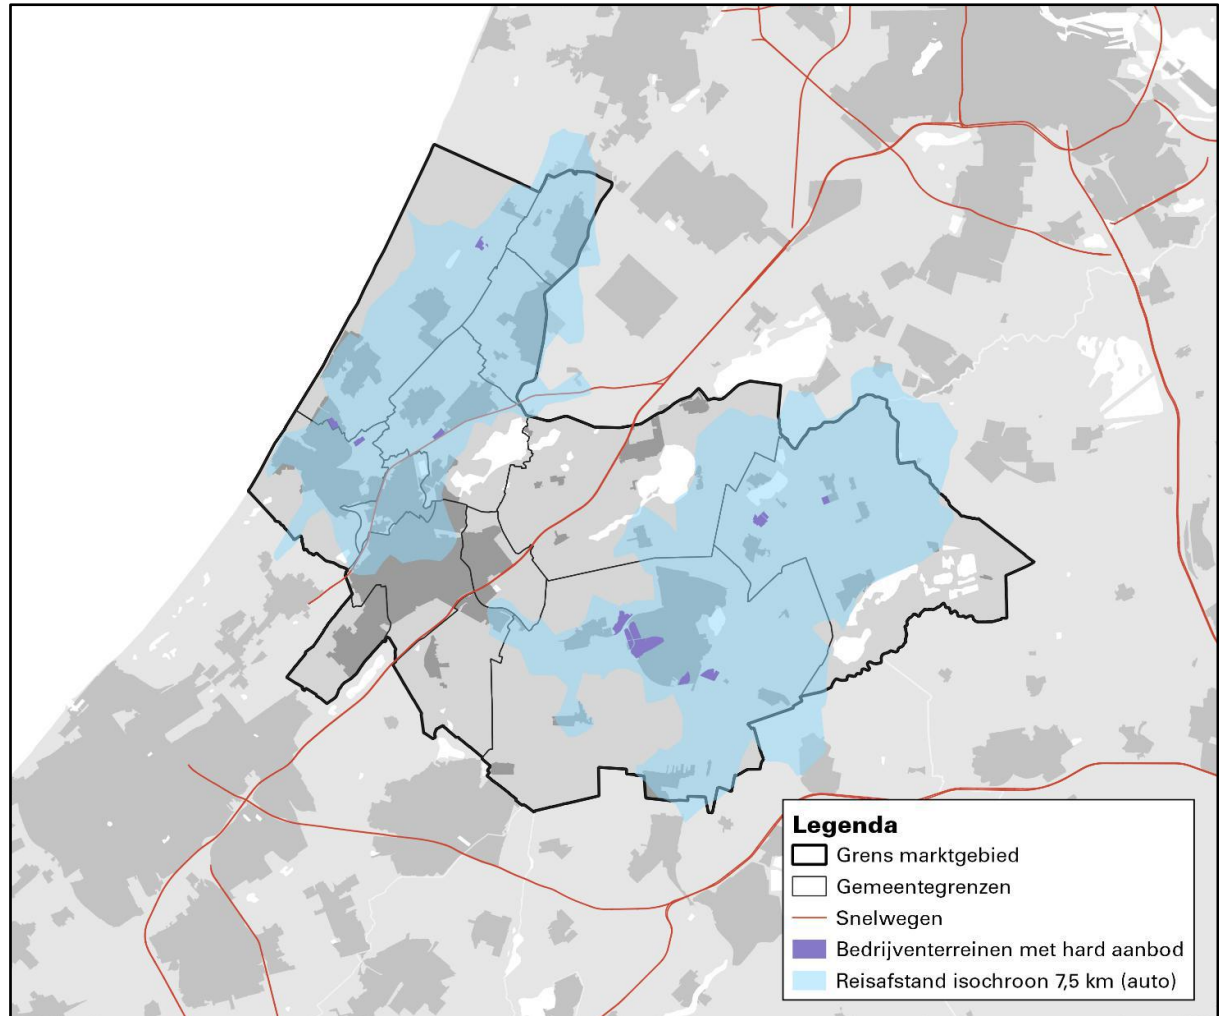 Legenda
Grens marktgebied
Gemeentegrenzen
Snelwegen
Bedrijventerreinen met hard aanbod
Reisafstand isochroon 7,5 km (auto)